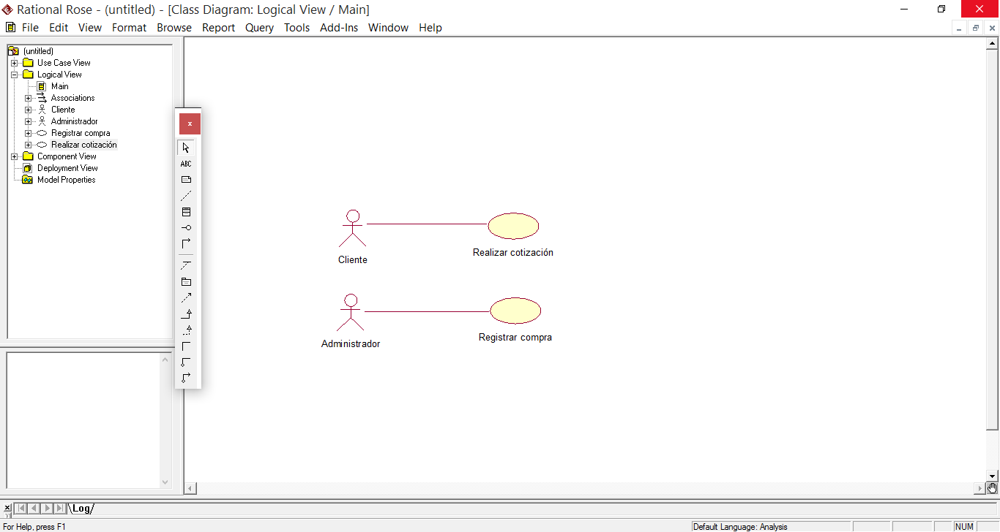 Rational Rose - (untitled) - [Class Diagram: Logical View / Main]
File Edit View Format Browse Report Query Tools Add-Ins Window Help
(untitled)
Use Case View
Logical View
Main
Associations
Cliente
Administrador
Registrar compra
Realizar cotización
Component View
Deployment View
Model Properties
x
ABC
Cliente
Realizar cotización
Administrador
Registrar compra
Log
For Help, press F1
Default Language: Analysis
NUM